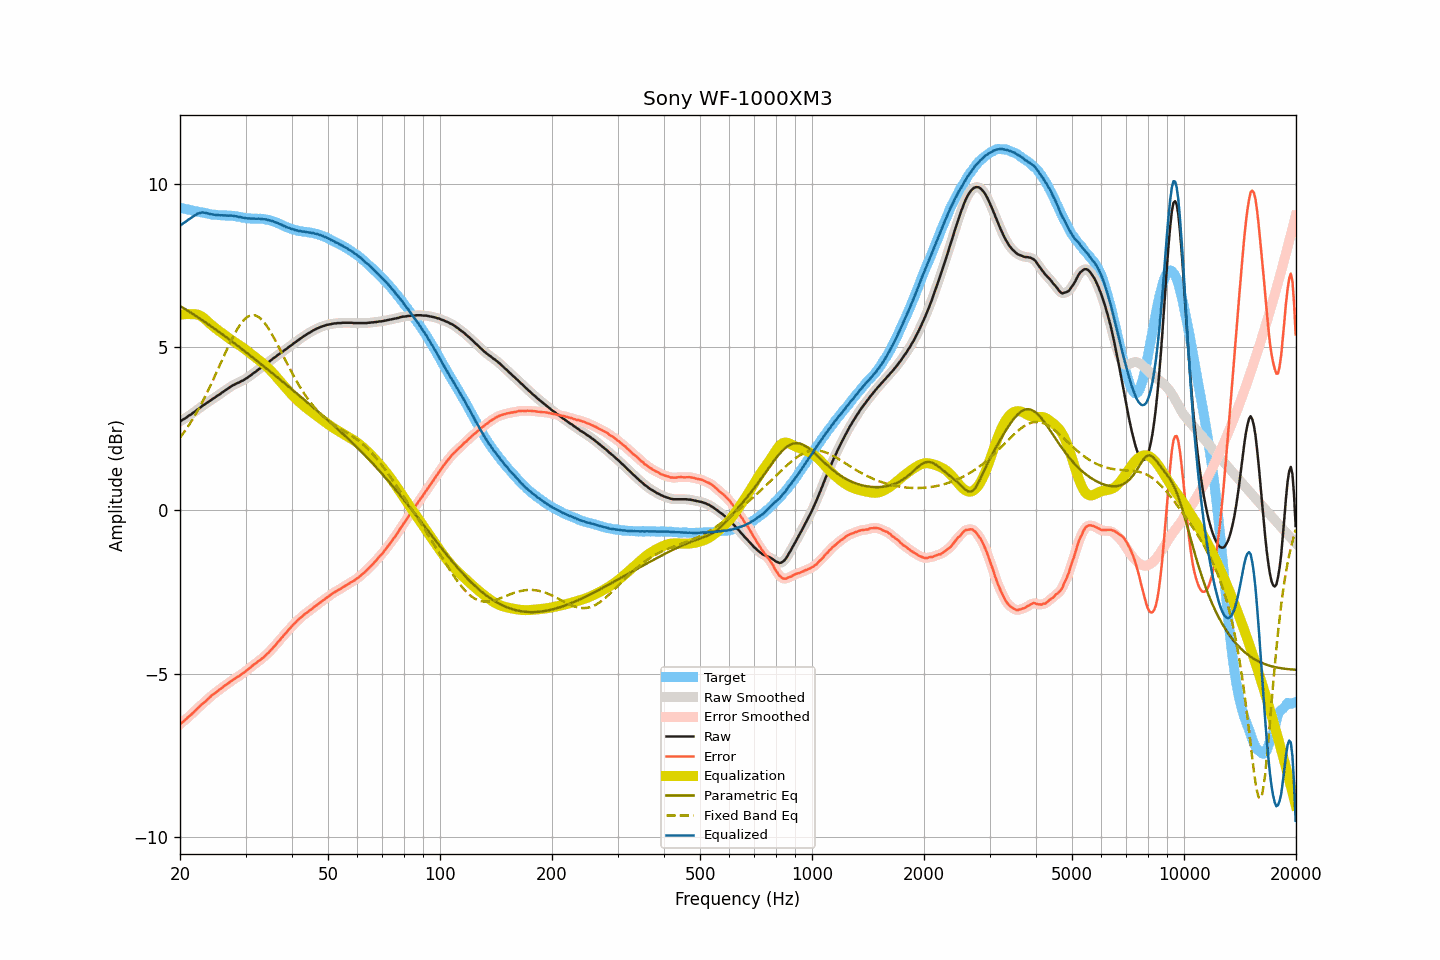 Sony WF-1000XM3
10
5
0
−5
−10
Amplitude (dBr)
Target
Raw Smoothed
Error Smoothed
Raw
Error
Equalization
Parametric Eq
Fixed Band Eq
Equalized
20 50 100 200 500 1000 2000 5000 10000 20000
Frequency (Hz)